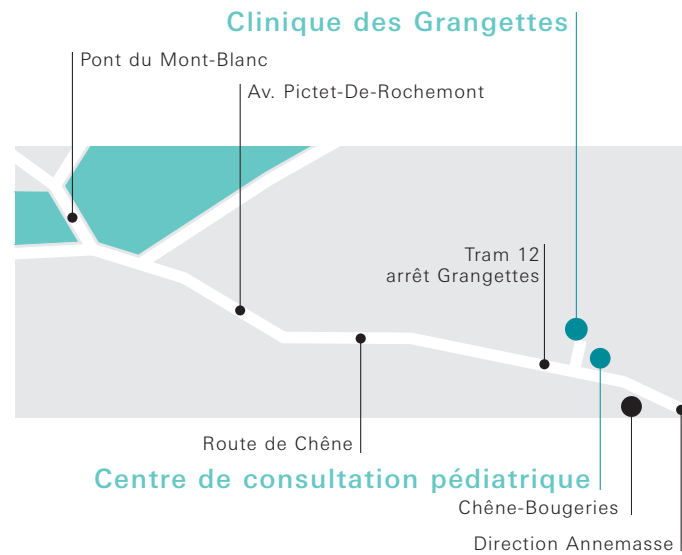 Clinique des Grangettes
Pont du Mont-Blanc
Av. Pictet-De-Rochemont
Tram 12
arrêt Grangettes
Route de Chêne
Centre de consultation pédiatrique
Chêne-Bougeries
Direction Annemasse